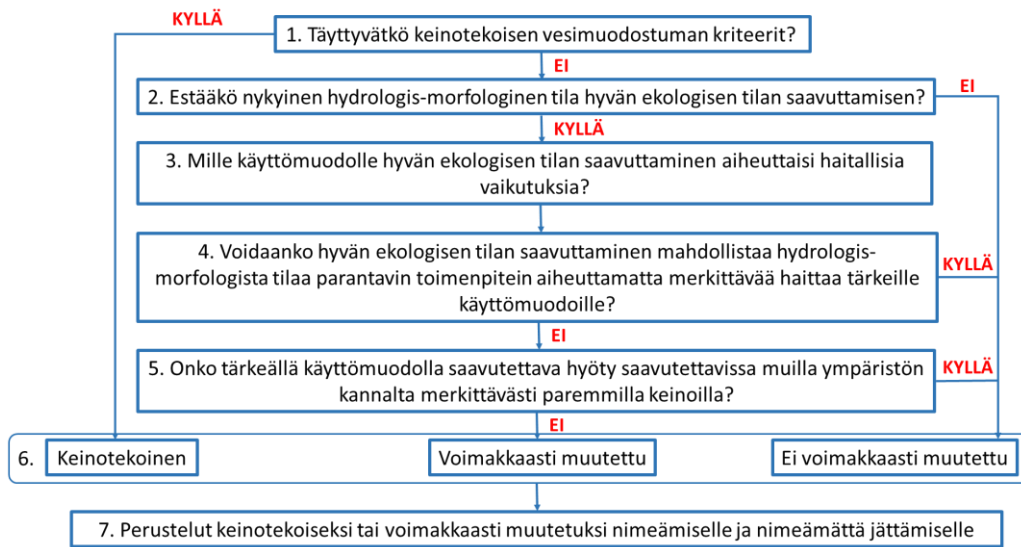 KYLLÄ
1. Täyttyvätkö keinotekoisen vesimuodostuman kriteerit?
EI
2. Estääkö nykyinen hydrologis-morfologinen tila hyvän ekologisen tilan saavuttamisen?
EI
KYLLÄ
3. Mille käyttömuodolle hyvän ekologisen tilan saavuttaminen aiheuttaisi haitallisia
vaikutuksia?
4. Voidaanko hyvän ekologisen tilan saavuttaminen mahdollistaa hydrologis-
morfologista tilaa parantavin toimenpitein aiheuttamatta merkittävää haittaa tärkeille
käyttömuodoille?
KYLLÄ
EI
5. Onko tärkeällä käyttömuodolla saavutettava hyöty saavutettavissa muilla ympäristön
kannalta merkittävästi paremmilla keinoilla?
KYLLÄ
EI
6. Keinotekoinen Voimakkaasti muutettu Ei voimakkaasti muutettu
7. Perustelut keinotekoiseksi tai voimakkaasti muutetuksi nimeämiselle ja nimeämättä jättämiselle